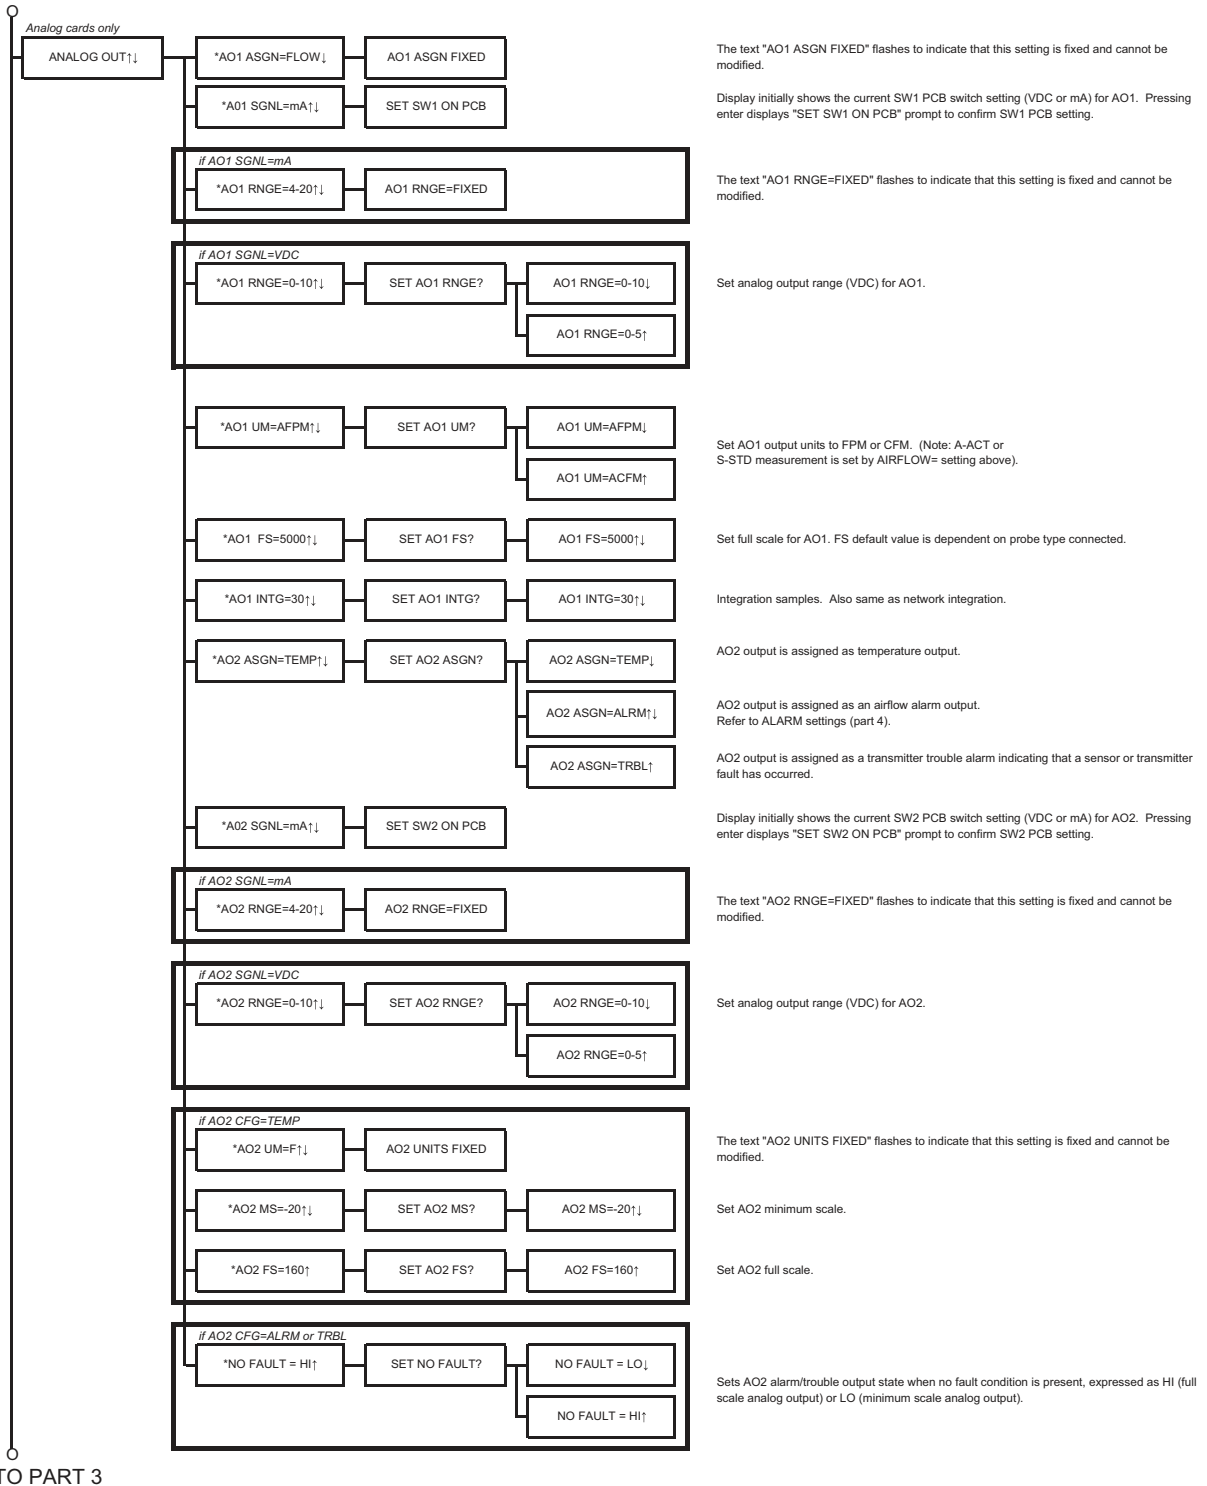 O
Analog cards only
ANALOG OUT↑↓
*AO1 ASGN=FLOW↓
AO1 ASGN FIXED
The text "AO1 ASGN FIXED" flashes to indicate that this setting is fixed and cannot be
modified.
*A01 SGNL=mA↑↓
SET SW1 ON PCB
Display initially shows the current SW1 PCB switch setting (VDC or mA) for AO1. Pressing
enter displays "SET SW1 ON PCB" prompt to confirm SW1 PCB setting.
if AO1 SGNL=mA
*AO1 RNGE=4-20↑↓
AO1 RNGE=FIXED
The text "AO1 RNGE=FIXED" flashes to indicate that this setting is fixed and cannot be
modified.
if AO1 SGNL=VDC
*AO1 RNGE=0-10↑↓
SET AO1 RNGE?
AO1 RNGE=0-10↓
Set analog output range (VDC) for AO1.
AO1 RNGE=0-5↑
*AO1 UM=AFPM↑↓
SET AO1 UM?
AO1 UM=AFPM↓
Set AO1 output units to FPM or CFM. (Note: A-ACT or
S-STD measurement is set by AIRFLOW= setting above).
AO1 UM=ACFM↑
*AO1 FS=5000↑↓
SET AO1 FS?
AO1 FS=5000↑↓
Set full scale for AO1. FS default value is dependent on probe type connected.
*AO1 INTG=30↑↓
SET AO1 INTG?
AO1 INTG=30↑↓
Integration samples. Also same as network integration.
*AO2 ASGN=TEMP↑↓
SET AO2 ASGN?
AO2 ASGN=TEMP↓
AO2 output is assigned as temperature output.
AO2 ASGN=ALRM↑↓
AO2 output is assigned as an airflow alarm output.
Refer to ALARM settings (part 4).
AO2 ASGN=TRBL↑
AO2 output is assigned as a transmitter trouble alarm indicating that a sensor or transmitter
fault has occurred.
*A02 SGNL=mA↑↓
SET SW2 ON PCB
Display initially shows the current SW2 PCB switch setting (VDC or mA) for AO2. Pressing
enter displays "SET SW2 ON PCB" prompt to confirm SW2 PCB setting.
if AO2 SGNL=mA
*AO2 RNGE=4-20↑↓
AO2 RNGE=FIXED
The text "AO2 RNGE=FIXED" flashes to indicate that this setting is fixed and cannot be
modified.
if AO2 SGNL=VDC
*AO2 RNGE=0-10↑↓
SET AO2 RNGE?
AO2 RNGE=0-10↓
Set analog output range (VDC) for AO2.
AO2 RNGE=0-5↑
if AO2 CFG=TEMP
*AO2 UM=F↑↓
AO2 UNITS FIXED
The text "AO2 UNITS FIXED" flashes to indicate that this setting is fixed and cannot be
modified.
*AO2 MS=-20↑↓
SET AO2 MS?
AO2 MS=-20↑↓
Set AO2 minimum scale.
*AO2 FS=160↑
SET AO2 FS?
AO2 FS=160↑
Set AO2 full scale.
if AO2 CFG=ALRM or TRBL
*NO FAULT = HI↑
SET NO FAULT?
NO FAULT = LO↓
Sets AO2 alarm/trouble output state when no fault condition is present, expressed as HI (full
scale analog output) or LO (minimum scale analog output).
NO FAULT = HI↑
O
TO PART 3